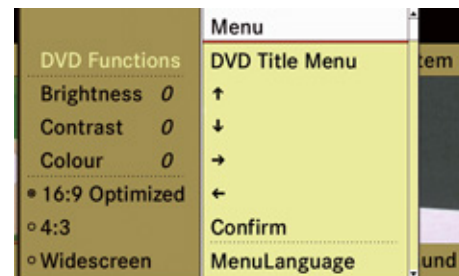 Menu
DVD Functions
DVD Title Menu
tem
Brightness 0
↑
Contrast 0
↓
Colour 0
→
• 16:9 Optimized
←
○ 4:3
Confirm
○ Widescreen
MenuLanguage
und